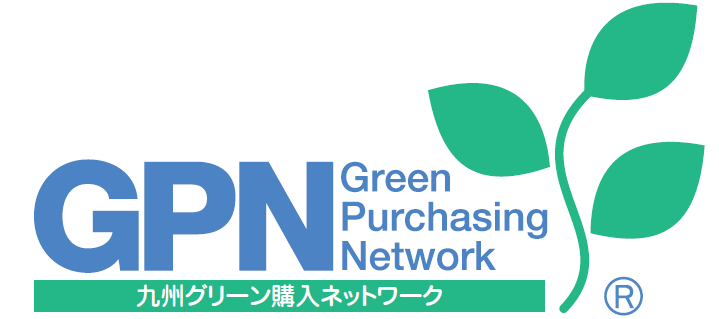 GPN
Green
Purchasing
Network
九州グリーン購入ネットワーク
®